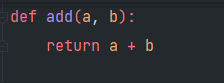 def add(a, b):
    return a + b